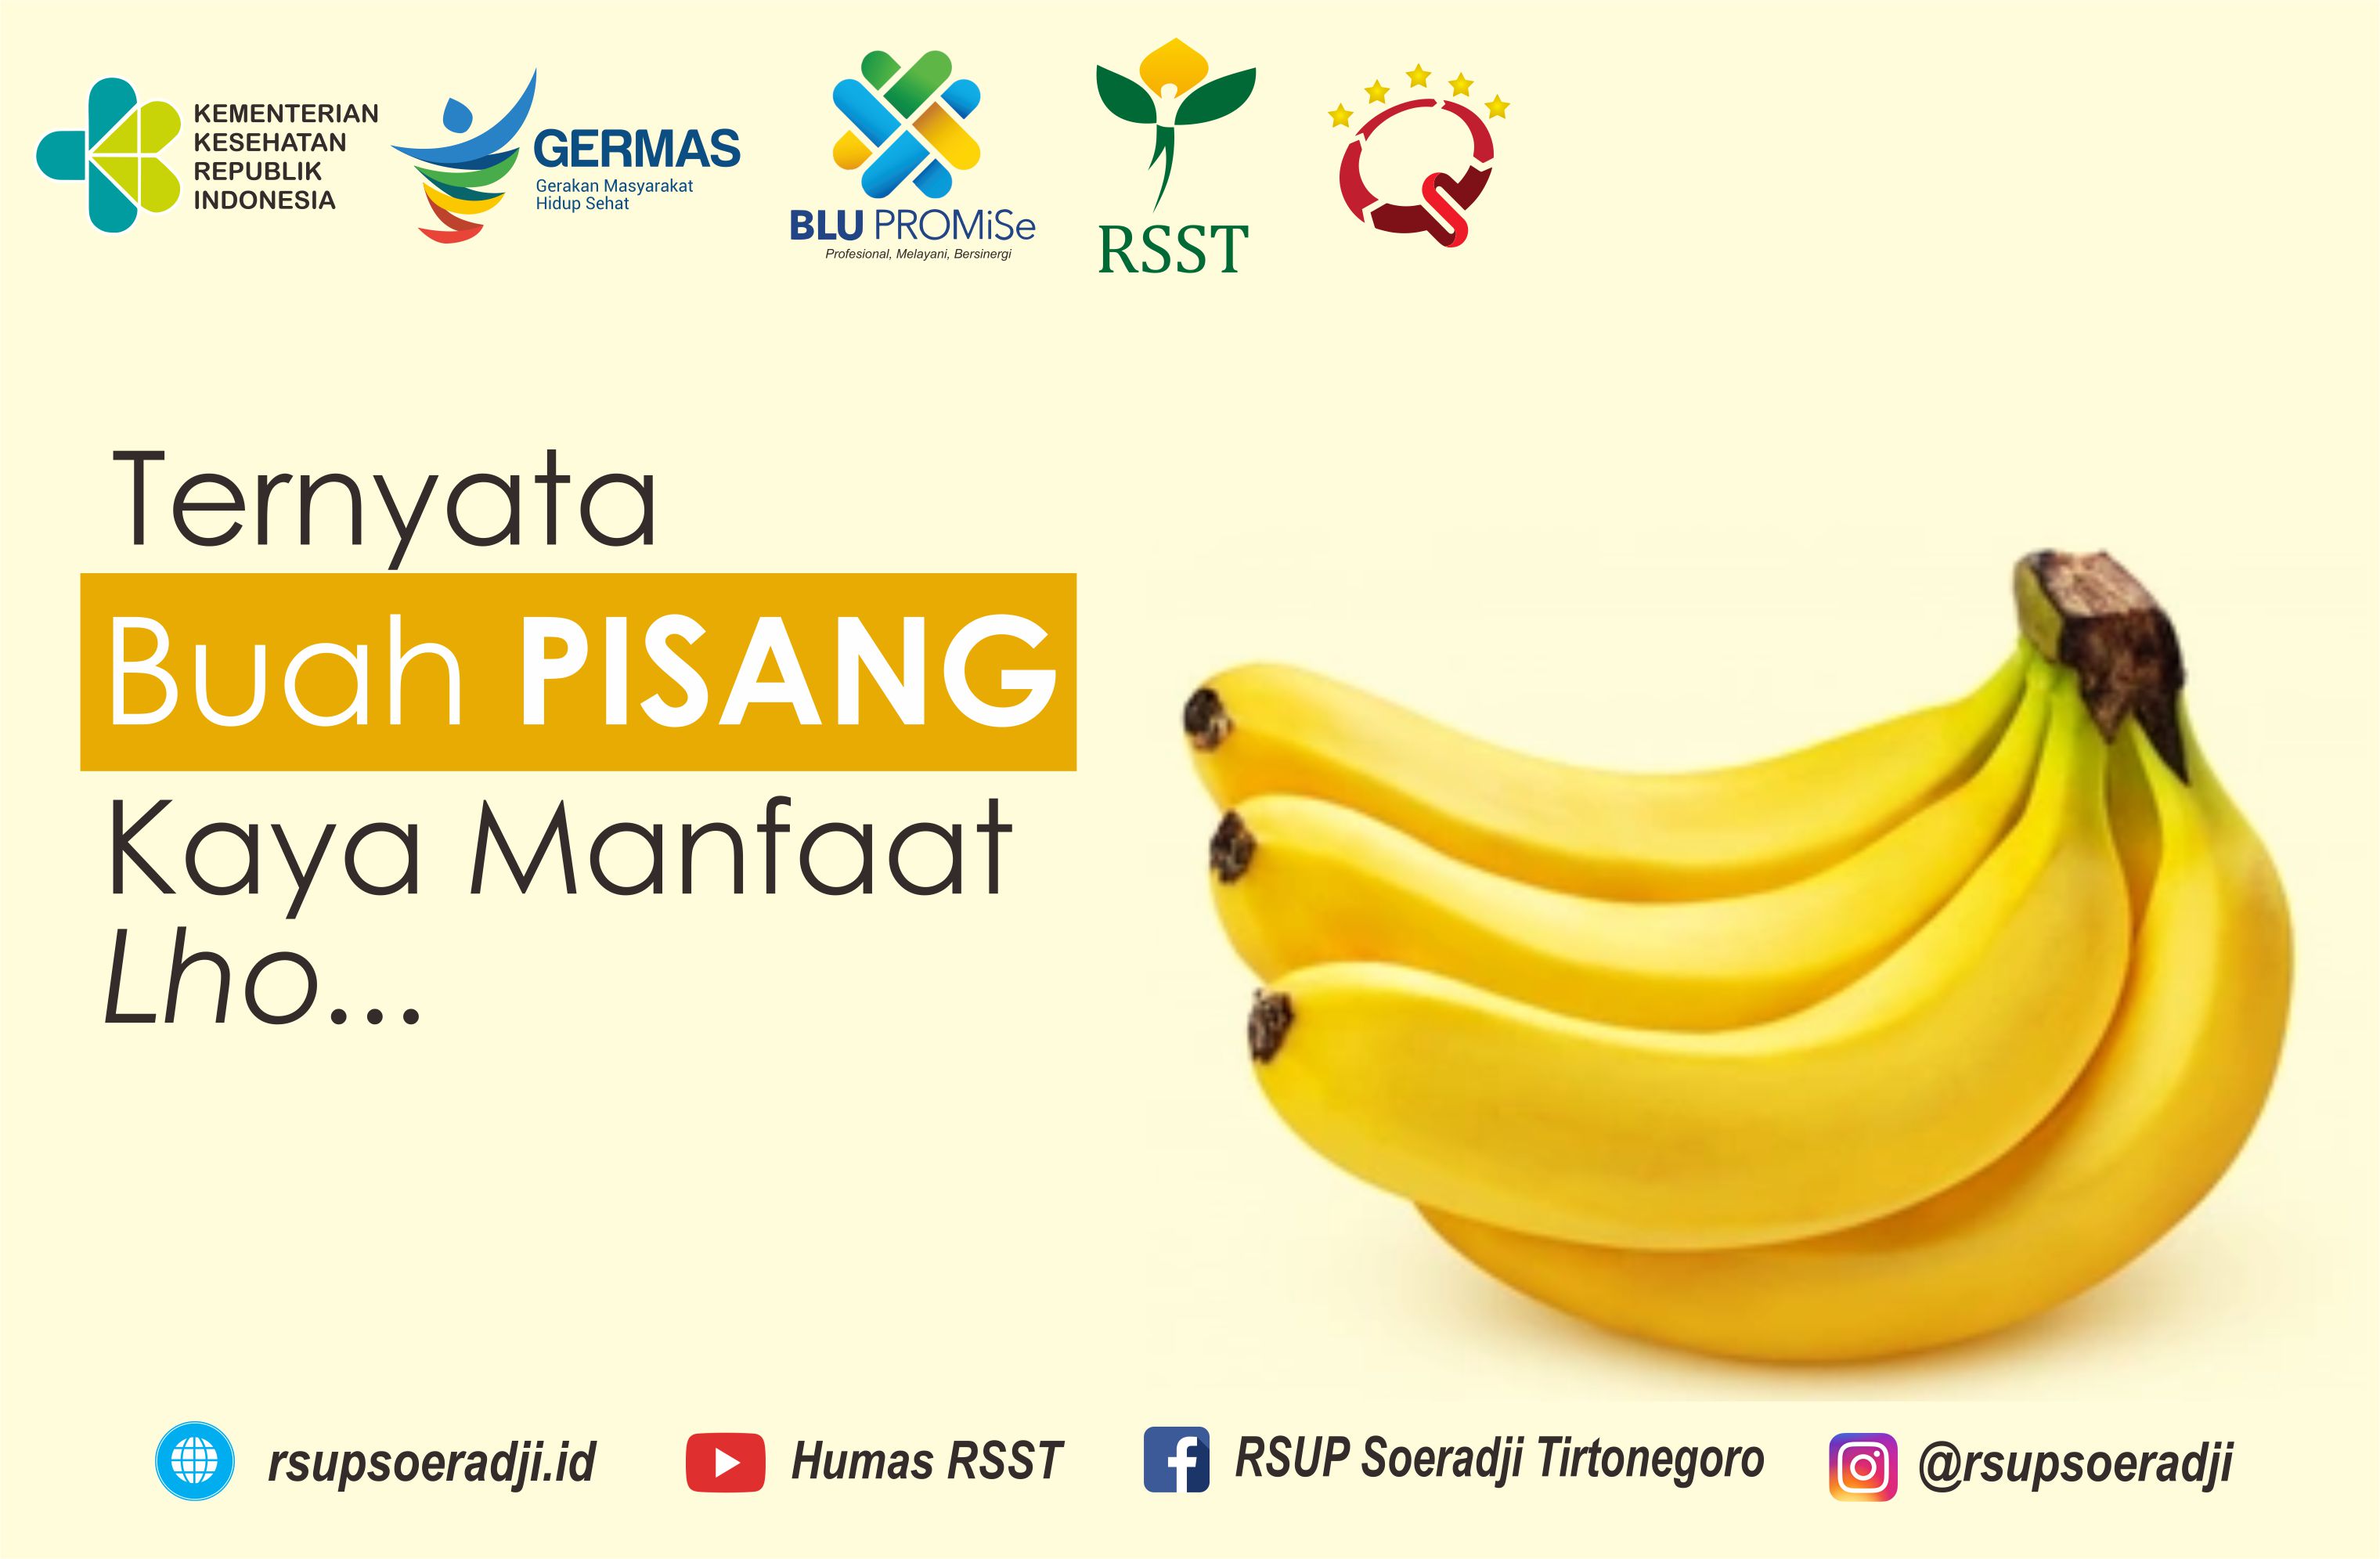 KEMENTERIAN
KESEHATAN
REPUBLIK
INDONESIA
GERMAS
Gerakan Masyarakat
Hidup Sehat
BLU PROMiSe
Profesional, Melayani, Bersinergi
RSST
Ternyata
Buah PISANG
Kaya Manfaat
Lho...
rsupsoeradji.id
Humas RSST
RSUP Soeradji Tirtonegoro
@rsupsoeradji